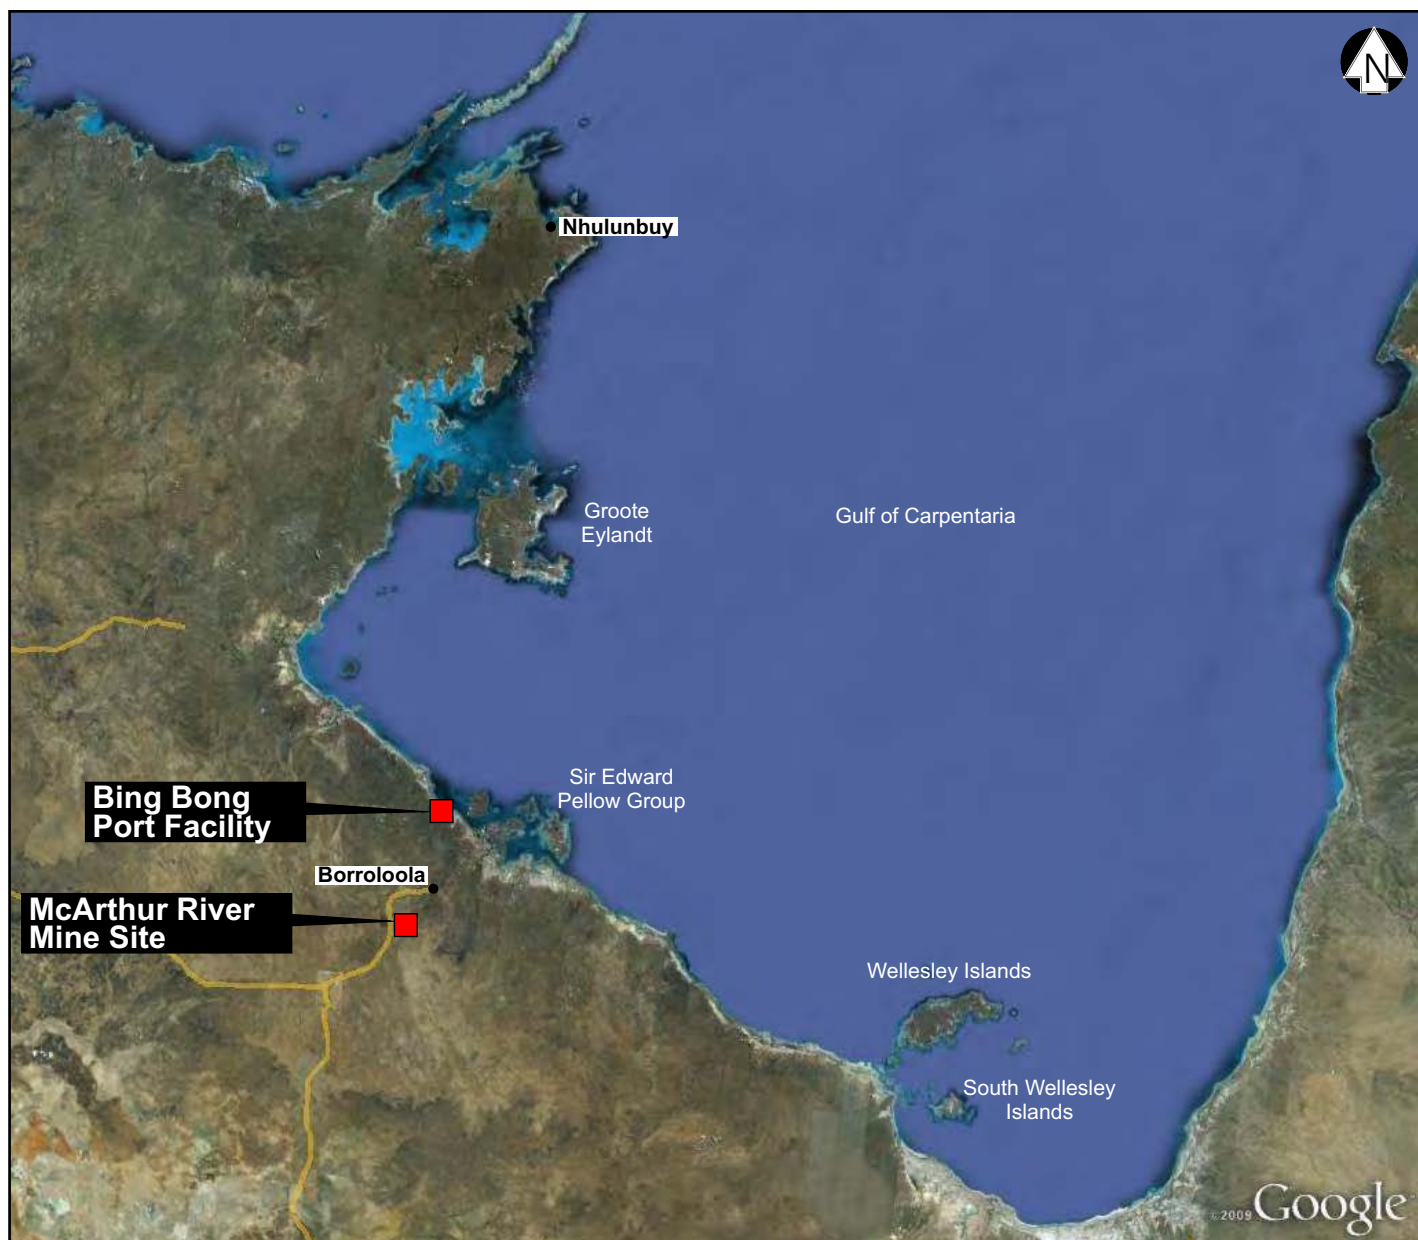 N
Nhulunbuy
Groote
Eylandt
Gulf of Carpentaria
Sir Edward
Pellow Group
Bing Bong
Port Facility
Borroloola
McArthur River
Mine Site
Wellesley Islands
South Wellesley
Islands
©2009 Google